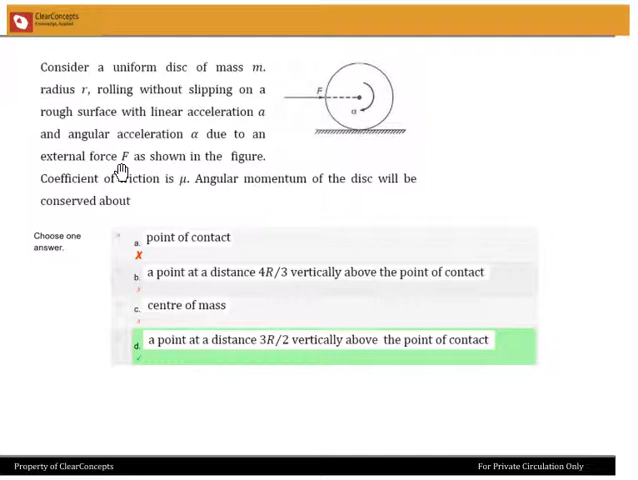 ClearConcepts
Knowledge, Applied
Consider a uniform disc of mass m.
radius r, rolling without slipping on a
rough surface with linear acceleration a
and angular acceleration α due to an
external force F as shown in the figure.
Coefficient of friction is μ. Angular momentum of the disc will be
conserved about
F
α
Choose one
answer.
a. point of contact
b. a point at a distance 4R/3 vertically above the point of contact
c. centre of mass
d. a point at a distance 3R/2 vertically above the point of contact
Property of ClearConcepts
For Private Circulation Only